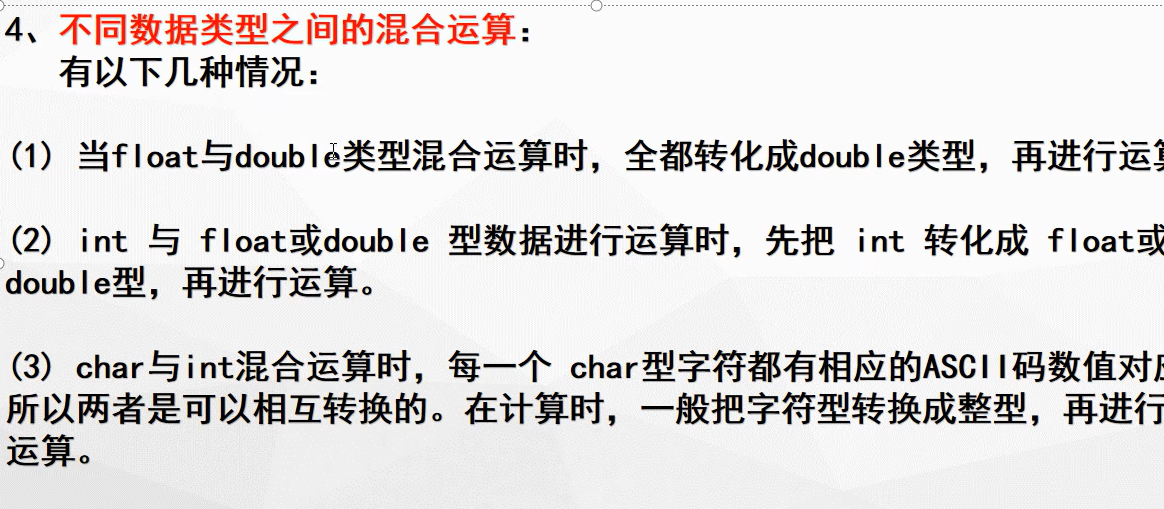 4、不同数据类型之间的混合运算：
有以下几种情况：
(1) 当float与double类型混合运算时，全都转化成double类型，再进行运算
(2) int 与 float或double 型数据进行运算时，先把 int 转化成 float或
double型，再进行运算。
(3) char与int混合运算时，每一个 char型字符都有相应的ASCII码数值对应
所以两者是可以相互转换的。在计算时，一般把字符型转换成整型，再进行
运算。